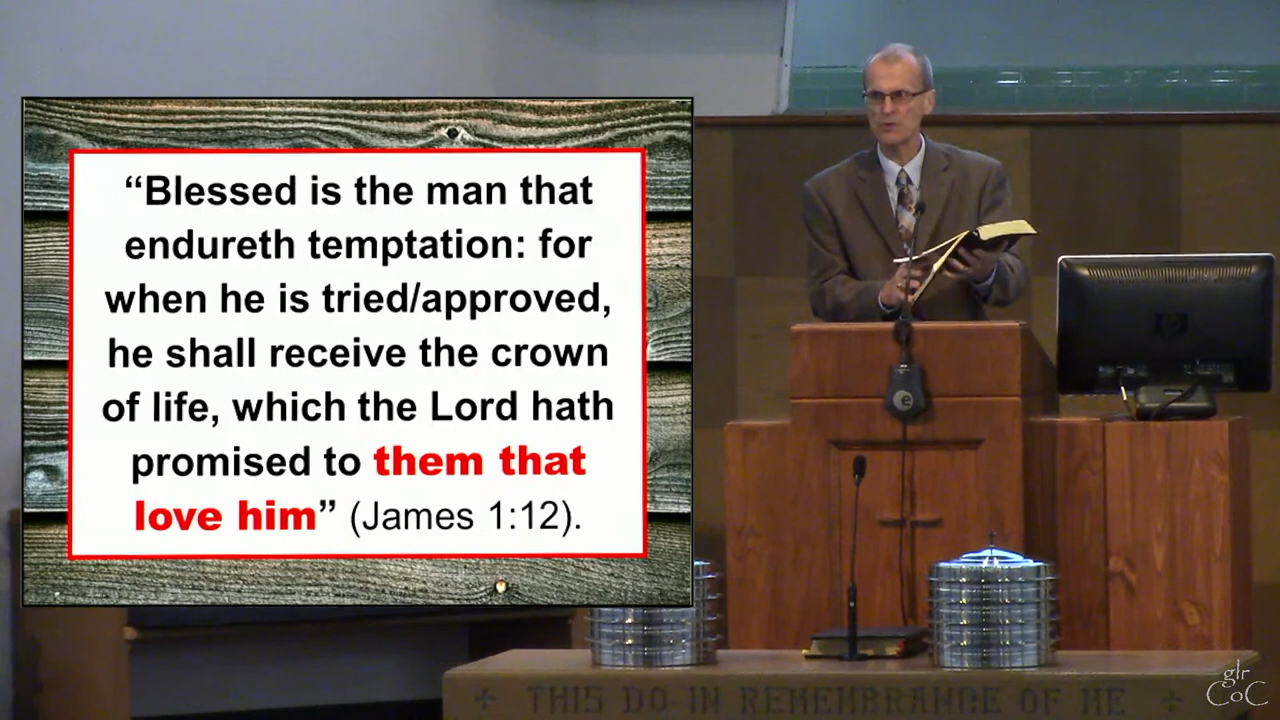 “Blessed is the man that
endureth temptation: for
when he is tried/approved,
he shall receive the crown
of life, which the Lord hath
promised to them that
love him” (James 1:12).
hp
e
THIS DO IN REMEMBRANCE OF ME
glr
CoC